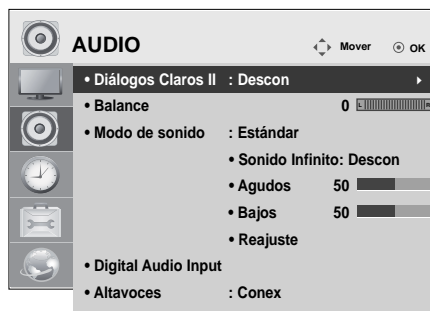 AUDIO Mover OK
• Diálogos Claros II : Descon
• Balance 0 L R
• Modo de sonido : Estándar
• Sonido Infinito: Descon
• Agudos 50
• Bajos 50
• Reajuste
• Digital Audio Input
• Altavoces : Conex